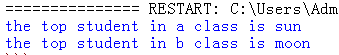 =============== RESTART: C:\Users\Adm
the top student in a class is sun
the top student in b class is moon